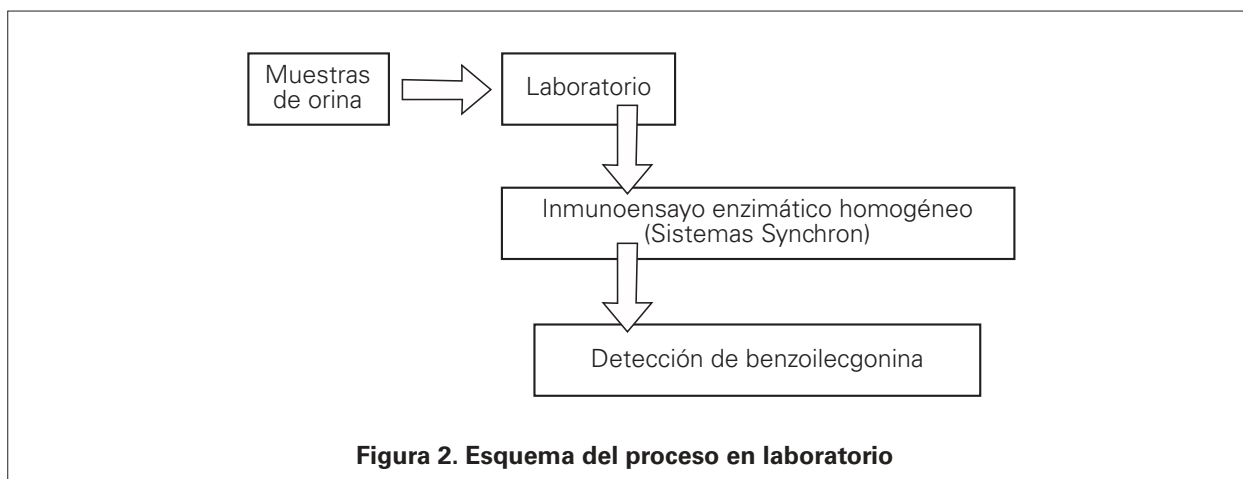 Muestras
de orina
Laboratorio
Inmunoensayo enzimático homogéneo
(Sistemas Synchron)
Detección de benzoilecgonina
Figura 2. Esquema del proceso en laboratorio